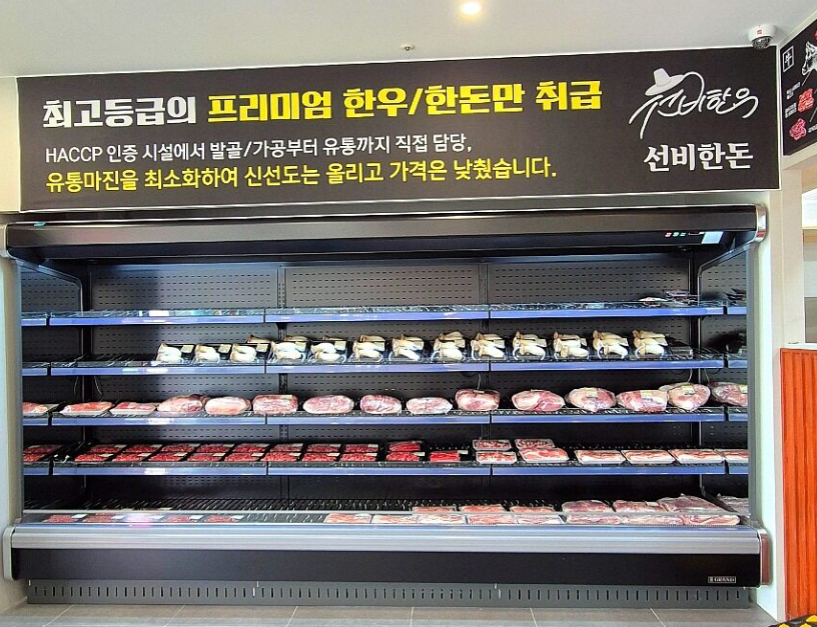 최고등급의 프리미엄 한우/한돈만 취급
HACCP 인증 시설에서 발골/가공부터 유통까지 직접 담당,
유통마진을 최소화하여 신선도는 올리고 가격은 낮췄습니다.
선비한우
선비한돈
GRAND